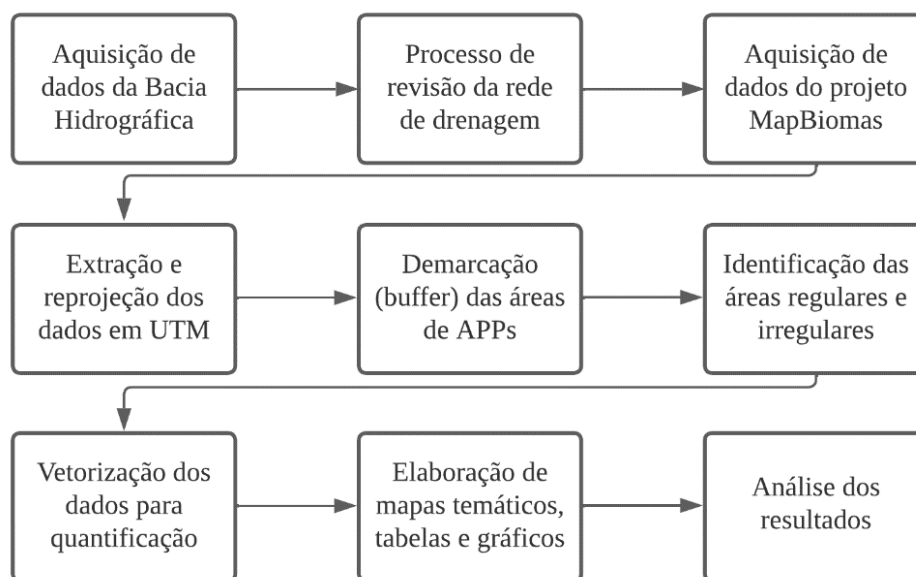 Aquisição de
dados da Bacia
Hidrográfica
Processo de
revisão da rede
de drenagem
Aquisição de
dados do projeto
MapBiomas
Extração e
reprojeção dos
dados em UTM
Demarcação
(buffer) das áreas
de APPs
Identificação das
áreas regulares e
irregulares
Vetorização dos
dados para
quantificação
Elaboração de
mapas temáticos,
tabelas e gráficos
Análise dos
resultados